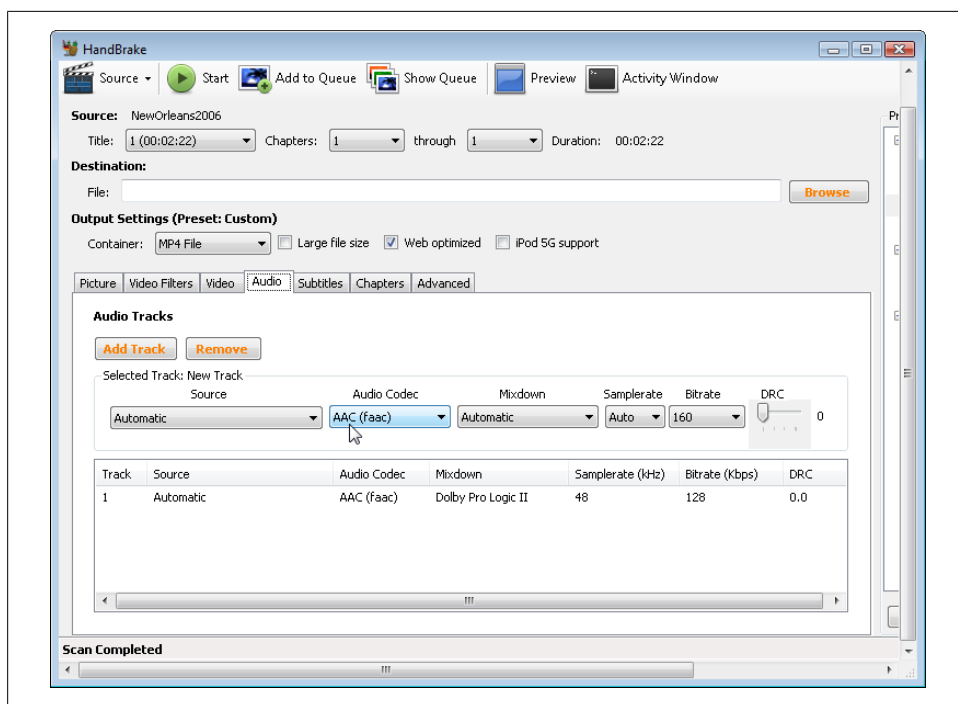 HandBrake
Source Start Add to Queue Show Queue Preview Activity Window
Source: NewOrleans2006
Title: 1 (00:02:22) Chapters: 1 through 1 Duration: 00:02:22
Destination:
File: Browse
Output Settings (Preset: Custom)
Container: MP4 File Large file size Web optimized iPod 5G support
Picture Video Filters Video Audio Subtitles Chapters Advanced
Audio Tracks
Add Track Remove
Selected Track: New Track
Source Audio Codec Mixdown Samplerate Bitrate DRC
Automatic AAC (faac) Automatic Auto 160 0
Track Source Audio Codec Mixdown Samplerate (kHz) Bitrate (Kbps) DRC
1 Automatic AAC (faac) Dolby Pro Logic II 48 128 0.0
Scan Completed